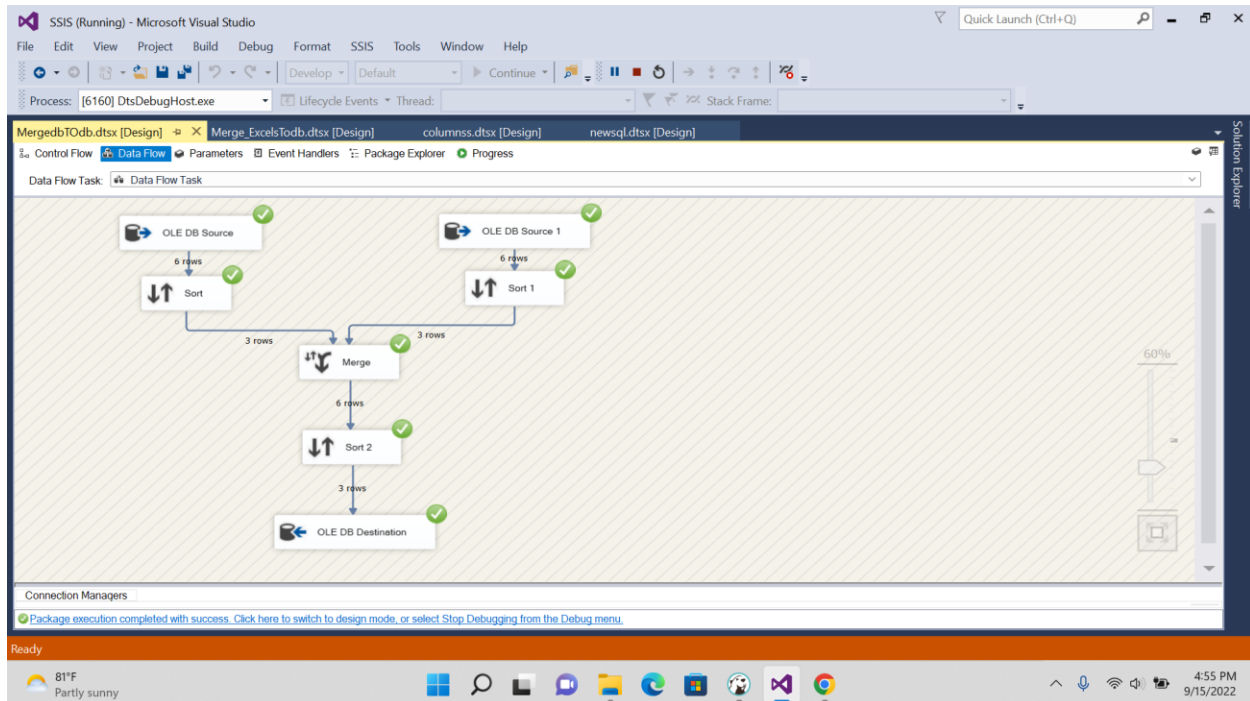 SSIS (Running) - Microsoft Visual Studio
Quick Launch (Ctrl+Q)
File Edit View Project Build Debug Format SSIS Tools Window Help
Develop Default Continue
Process: [6160] DtsDebugHost.exe Lifecycle Events Thread: Stack Frame:
MergedbTOdb.dtsx [Design] Merge_ExcelsTodb.dtsx [Design] columnss.dtsx [Design] newsql.dtsx [Design]
Solution Explorer
Control Flow Data Flow Parameters Event Handlers Package Explorer Progress
Data Flow Task: Data Flow Task
OLE DB Source OLE DB Source 1
6 rows 6 rows
Sort Sort 1
3 rows 3 rows
Merge
60%
6 rows
Sort 2
3 rows
OLE DB Destination
Connection Managers
Package execution completed with success. Click here to switch to design mode, or select Stop Debugging from the Debug menu.
Ready
81°F
Partly sunny
4:55 PM
9/15/2022